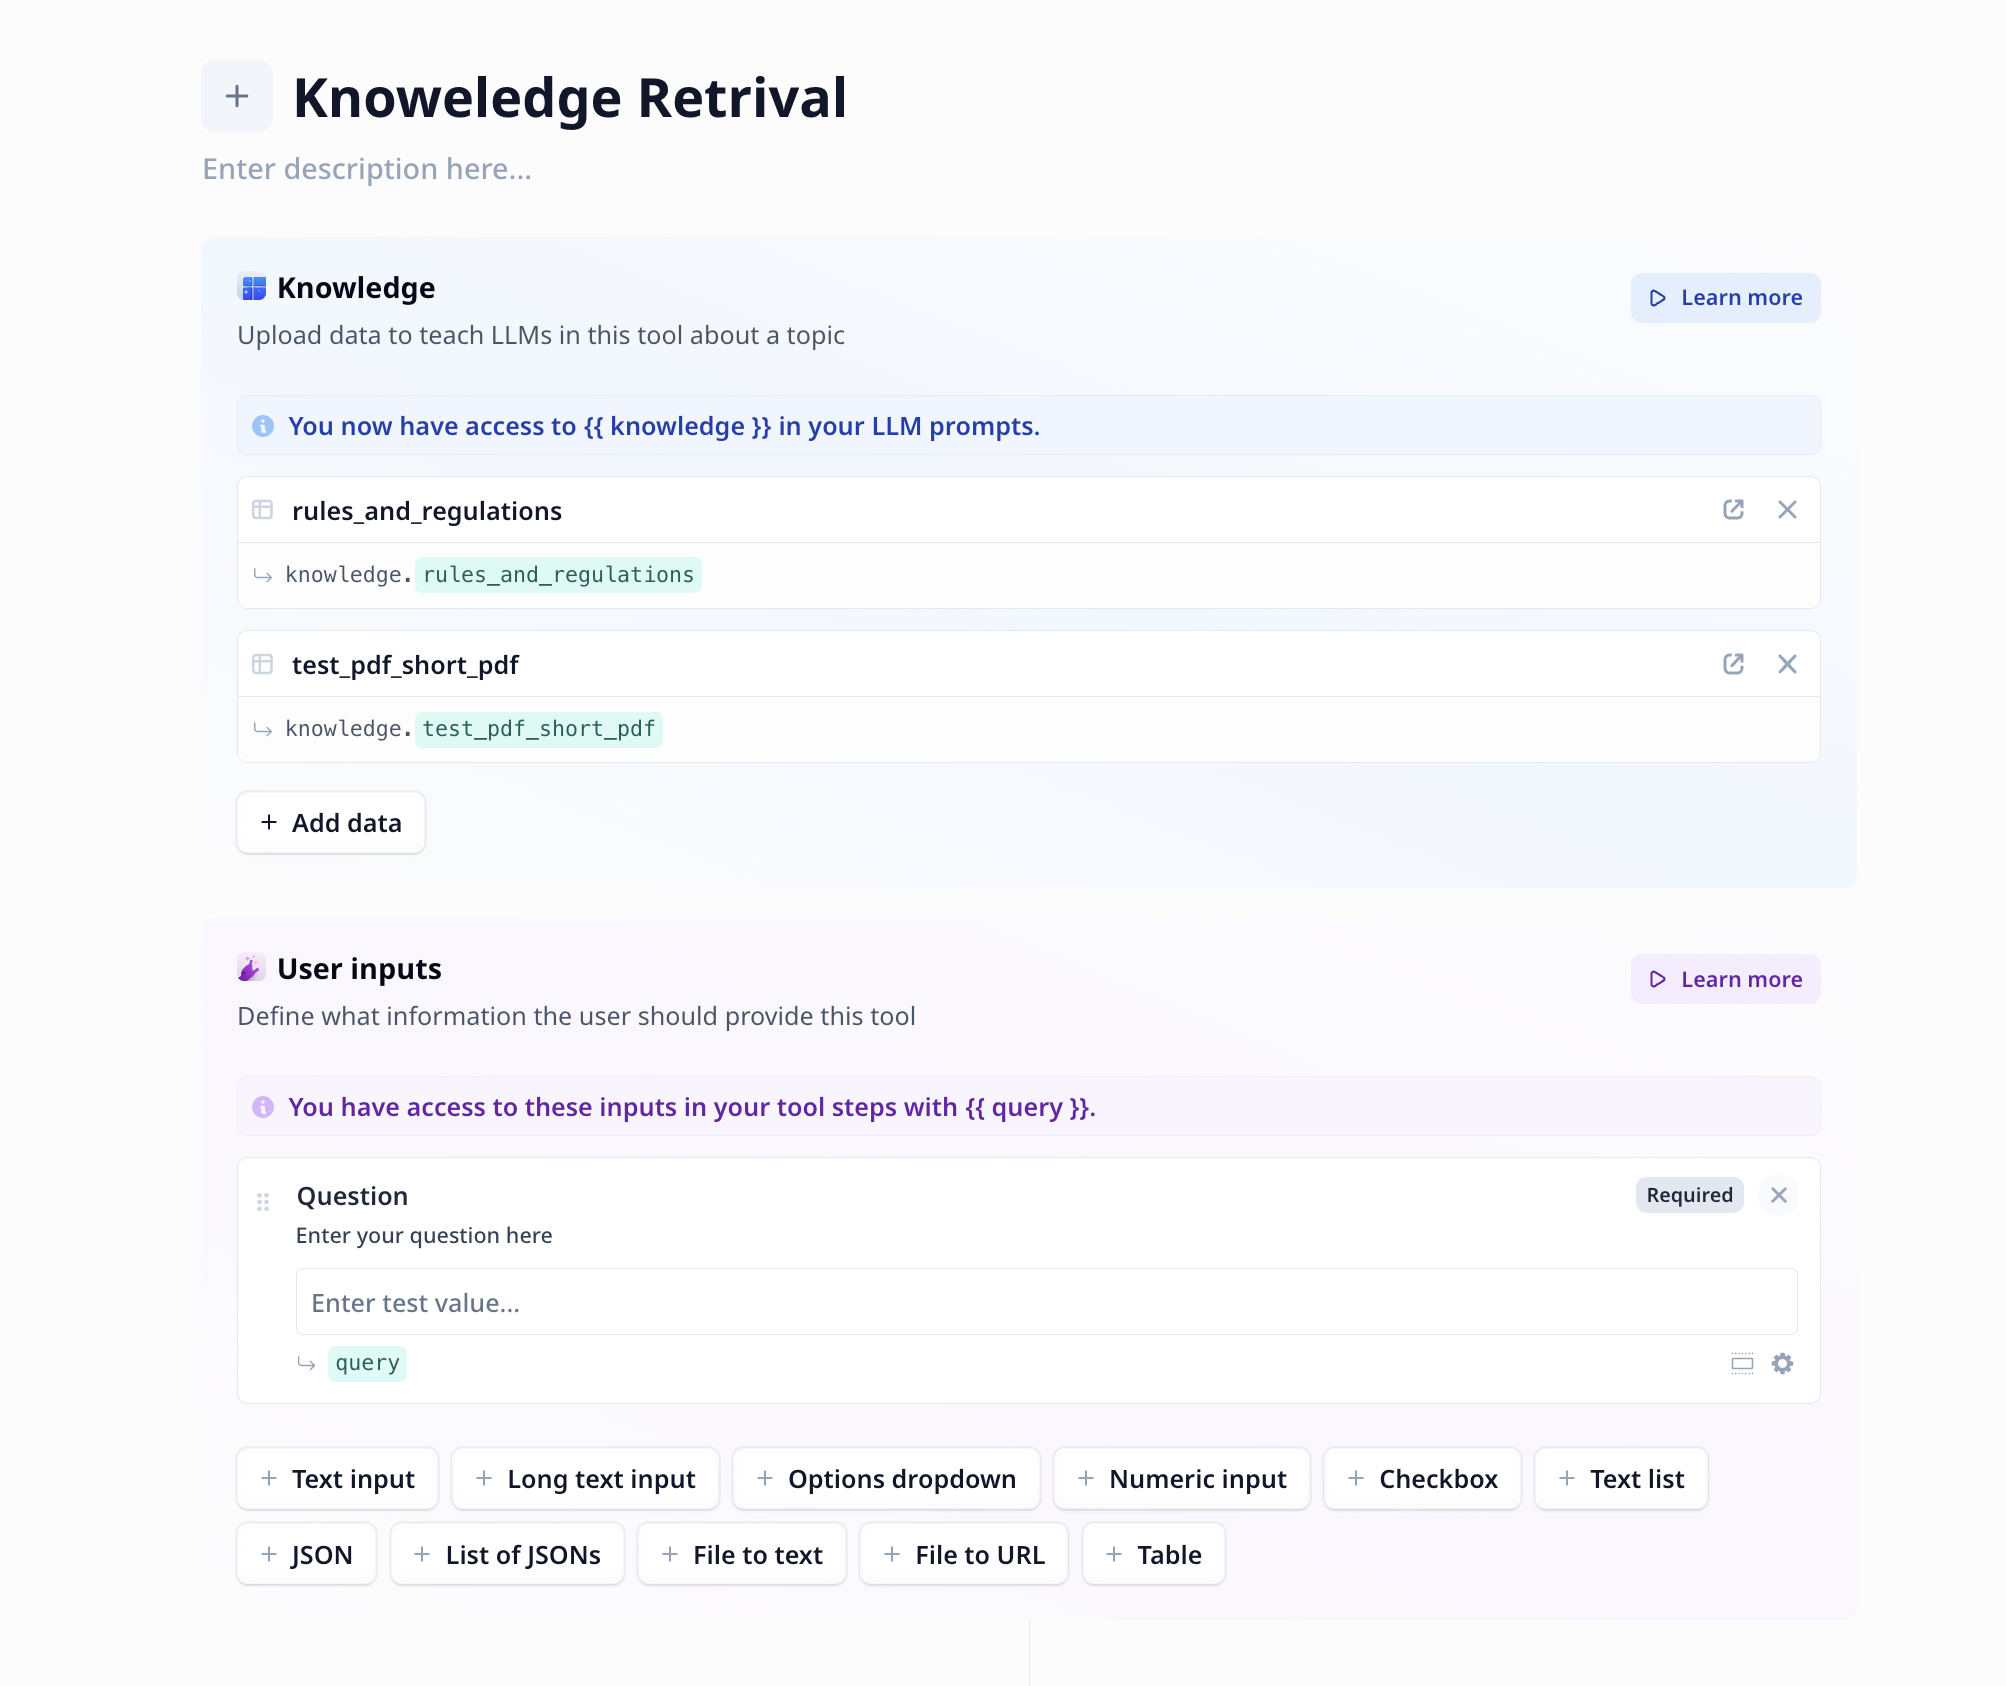 Knoweledge Retrival
Enter description here...
Knowledge
Learn more
Upload data to teach LLMs in this tool about a topic
You now have access to {{ knowledge }} in your LLM prompts.
rules_and_regulations
knowledge.rules_and_regulations
test_pdf_short_pdf
knowledge.test_pdf_short_pdf
+ Add data
User inputs
Learn more
Define what information the user should provide this tool
You have access to these inputs in your tool steps with {{ query }}.
Question
Required
Enter your question here
Enter test value...
query
+ Text input + Long text input + Options dropdown + Numeric input + Checkbox + Text list
+ JSON + List of JSONs + File to text + File to URL + Table